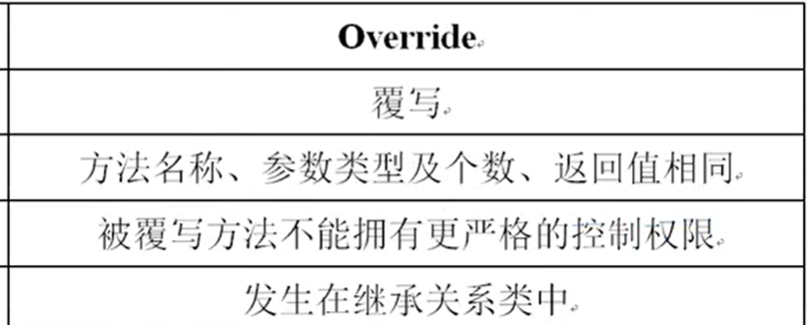 Override
覆写
方法名称、参数类型及个数、返回值相同
被覆写方法不能拥有更严格的控制权限
发生在继承关系类中